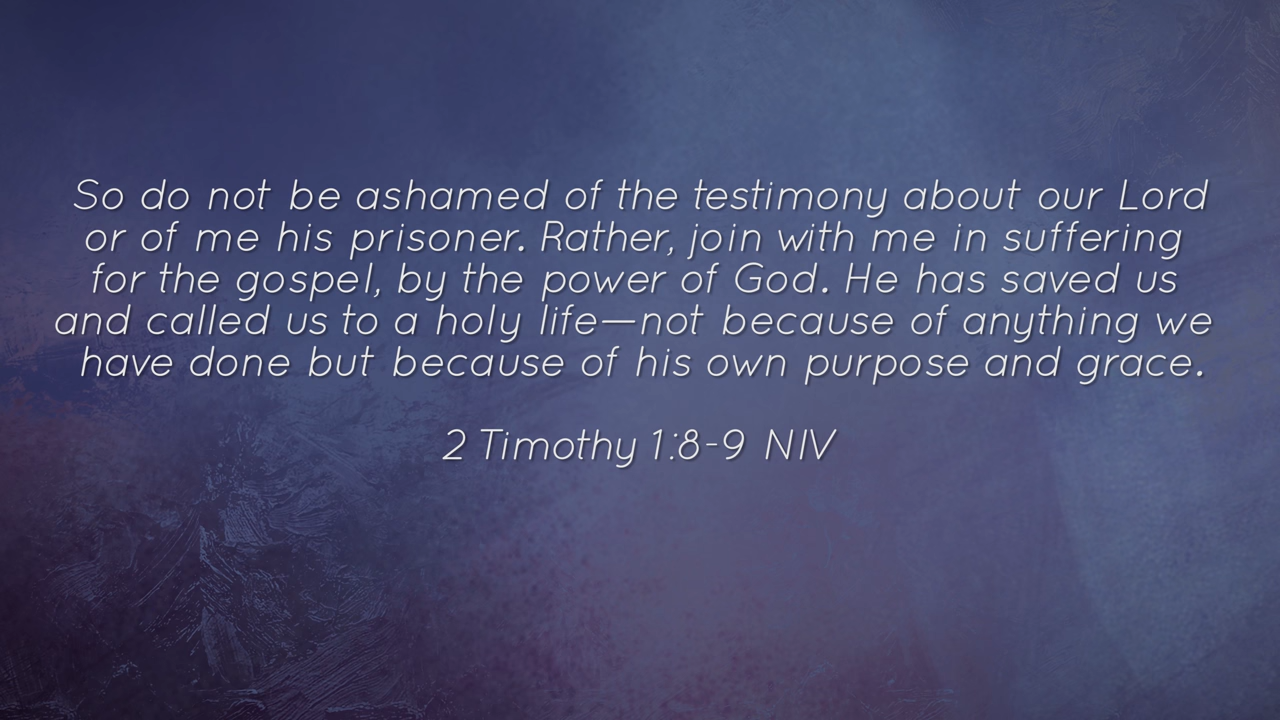 So do not be ashamed of the testimony about our Lord
or of me his prisoner. Rather, join with me in suffering
for the gospel, by the power of God. He has saved us
and called us to a holy life—not because of anything we
have done but because of his own purpose and grace.
2 Timothy 1:8-9 NIV